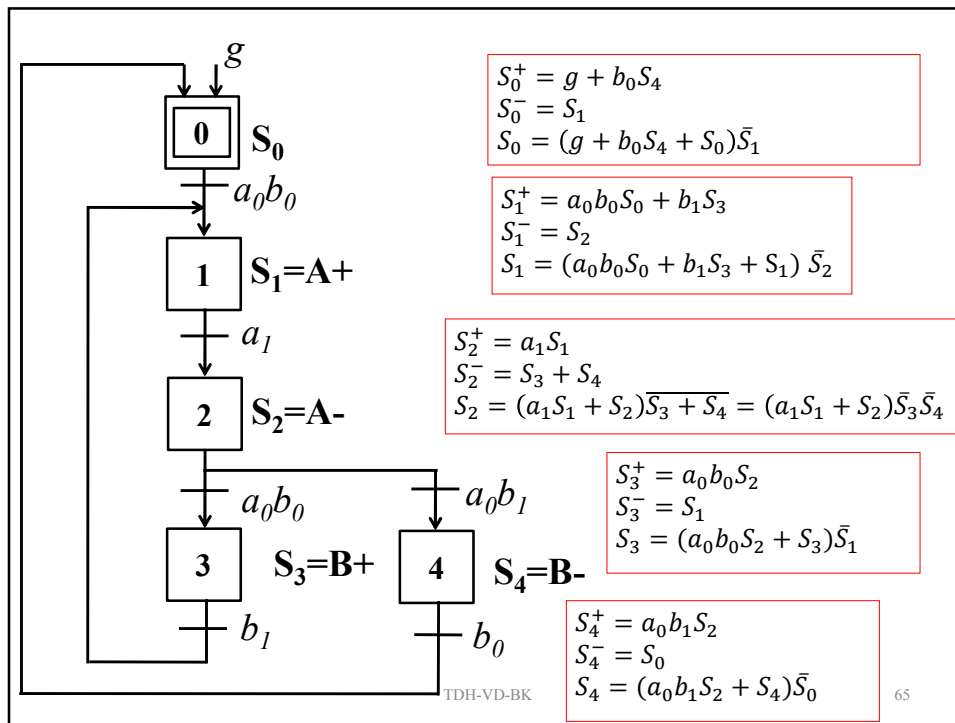 g
0
S₀
a₀b₀
1
S₁=A+
a₁
2
S₂=A-
a₀b₀
a₀b₁
3
S₃=B+
4
S₄=B-
b₁
b₀
S₀⁺ = g + b₀S₄
S₀⁻ = S₁
S₀ = (g + b₀S₄ + S₀)S̄₁
S₁⁺ = a₀b₀S₀ + b₁S₃
S₁⁻ = S₂
S₁ = (a₀b₀S₀ + b₁S₃ + S₁) S̄₂
S₂⁺ = a₁S₁
S₂⁻ = S₃ + S₄
S₂ = (a₁S₁ + S₂)\overline{S₃ + S₄} = (a₁S₁ + S₂)S̄₃S̄₄
S₃⁺ = a₀b₀S₂
S₃⁻ = S₁
S₃ = (a₀b₀S₂ + S₃)S̄₁
S₄⁺ = a₀b₁S₂
S₄⁻ = S₀
S₄ = (a₀b₁S₂ + S₄)S̄₀
TDH-VD-BK
65